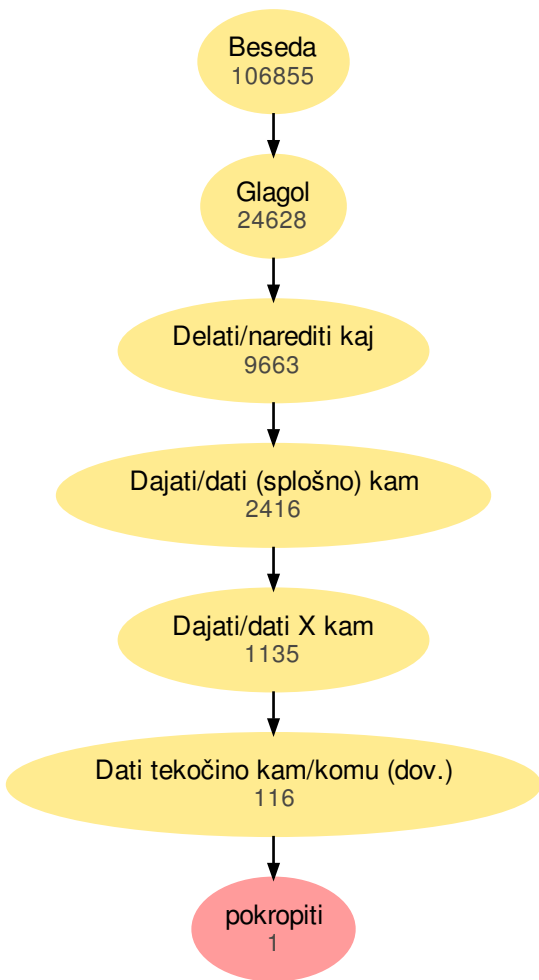 Beseda
106855
Glagol
24628
Delati/narediti kaj
9663
Dajati/dati (splošno) kam
2416
Dajati/dati X kam
1135
Dati tekočino kam/komu (dov.)
116
pokropiti
1